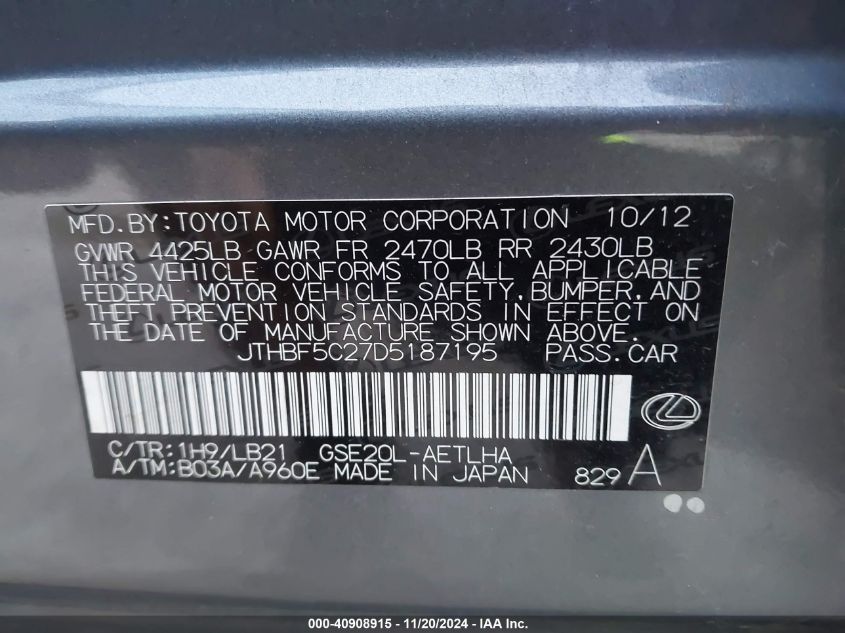 MFD.BY:TOYOTA MOTOR CORPORATION 10/12
GVWR 4425LB GAWR FR 2470LB RR 2430LB
THIS VEHICLE CONFORMS TO ALL APPLICABLE
FEDERAL MOTOR VEHICLE SAFETY,BUMPER,AND
THEFT PREVENTION STANDARDS IN EFFECT ON
THE DATE OF MANUFACTURE SHOWN ABOVE.
JTHBF5C27D5187195 PASS.CAR
C/TR:1H9/LB21 GSE20L-AETLHA
A/TM:B03A/A960E MADE IN JAPAN 829 A
000-40908915 - 11/20/2024 - IAA Inc.